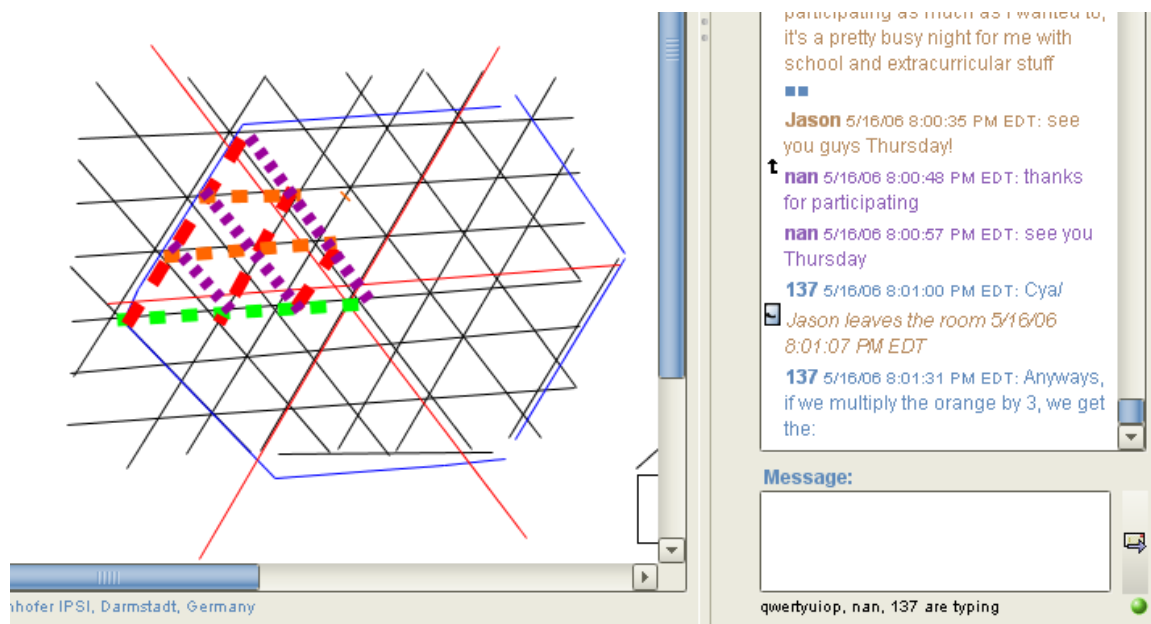 participating as much as I wanted to,
it's a pretty busy night for me with
school and extracurricular stuff
Jason 5/16/06 8:00:35 PM EDT: see
you guys Thursday!
nan 5/16/06 8:00:48 PM EDT: thanks
for participating
nan 5/16/06 8:00:57 PM EDT: see you
Thursday
137 5/16/06 8:01:00 PM EDT: Cya/
Jason leaves the room 5/16/06
8:01:07 PM EDT
137 5/16/06 8:01:31 PM EDT: Anyways,
if we multiply the orange by 3, we get
the:
Message:
IPSI, Darmstadt, Germany
qwertyuiop, nan, 137 are typing